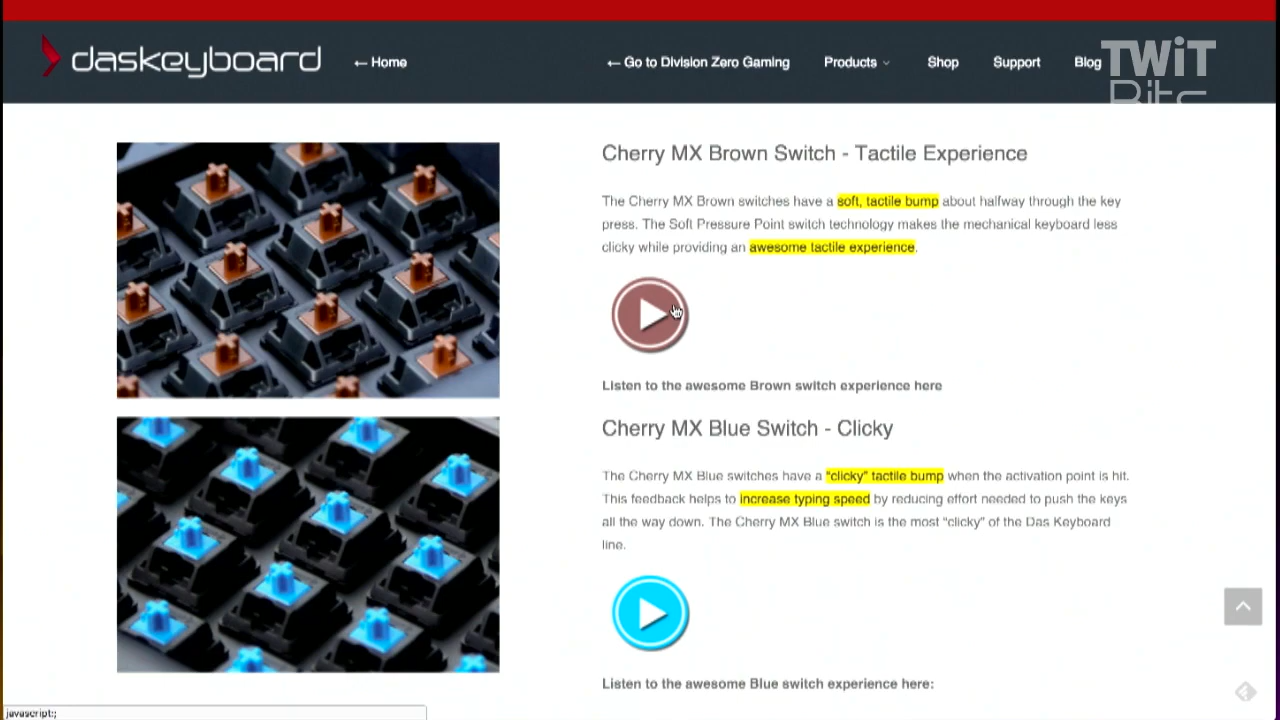 daskeyboard
← Home
← Go to Division Zero Gaming
Products
Shop
Support
Blog
TWiT
Bits
Cherry MX Brown Switch - Tactile Experience
The Cherry MX Brown switches have a soft, tactile bump about halfway through the key
press. The Soft Pressure Point switch technology makes the mechanical keyboard less
clicky while providing an awesome tactile experience.
Listen to the awesome Brown switch experience here
Cherry MX Blue Switch - Clicky
The Cherry MX Blue switches have a “clicky” tactile bump when the activation point is hit.
This feedback helps to increase typing speed by reducing effort needed to push the keys
all the way down. The Cherry MX Blue switch is the most “clicky” of the Das Keyboard
line.
Listen to the awesome Blue switch experience here:
javascript:;